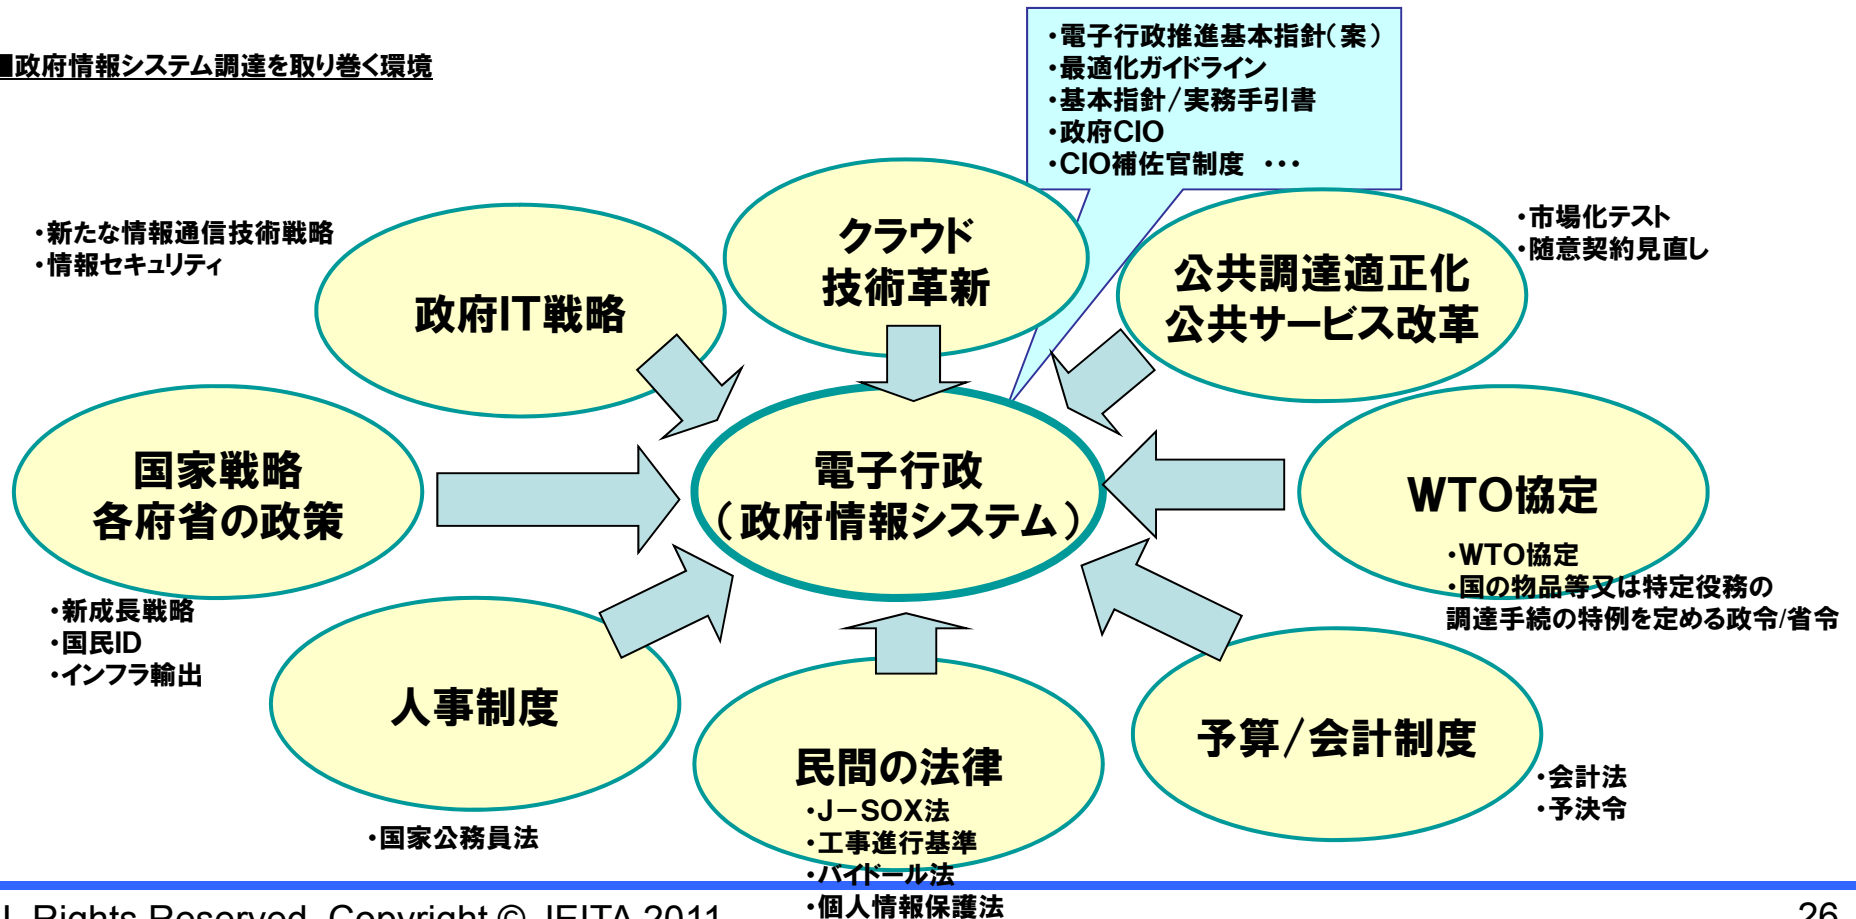 ■政府情報システム調達を取り巻く環境
・電子行政推進基本指針(案)
・最適化ガイドライン
・基本指針/実務手引書
・政府CIO
・CIO補佐官制度 ・・・
・新たな情報通信技術戦略
・情報セキュリティ
政府IT戦略
クラウド
技術革新
公共調達適正化
公共サービス改革
・市場化テスト
・随意契約見直し
国家戦略
各府省の政策
・新成長戦略
・国民ID
・インフラ輸出
電子行政
(政府情報システム)
WTO協定
・WTO協定
・国の物品等又は特定役務の
調達手続の特例を定める政令/省令
人事制度
・国家公務員法
民間の法律
・J-SOX法
・工事進行基準
・バイドール法
・個人情報保護法
予算/会計制度
・会計法
・予決令
Rights Reserved, Copyright © JEITA 2011
26